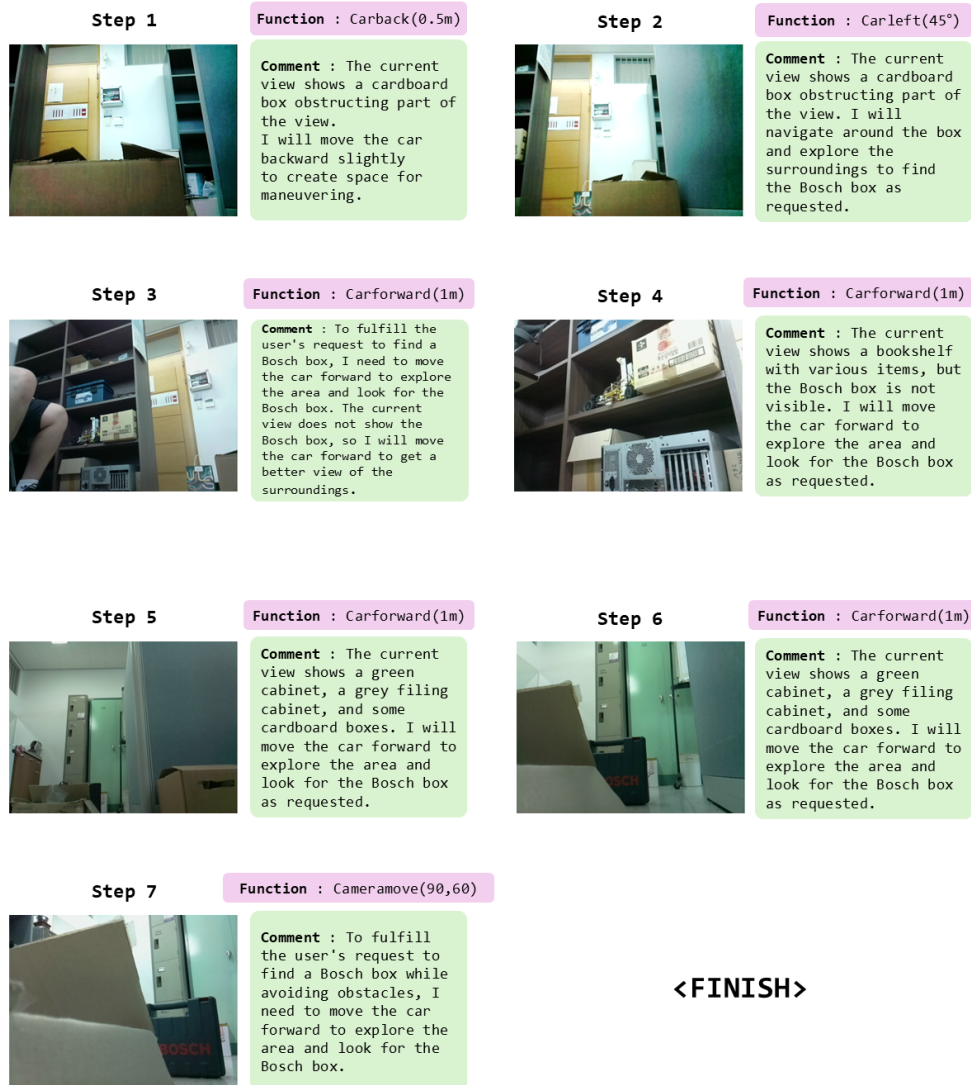 Step 1
Function : Carback(0.5m)
Comment : The current
view shows a cardboard
box obstructing part of
the view.
I will move the car
backward slightly
to create space for
maneuvering.
Step 2
Function : Carleft(45°)
Comment : The current
view shows a cardboard
box obstructing part of
the view. I will
navigate around the box
and explore the
surroundings to find
the Bosch box as
requested.
Step 3
Function : Carforward(1m)
Comment : To fulfill the
user's request to find a
Bosch box, I need to move
the car forward to explore
the area and look for the
Bosch box. The current
view does not show the
Bosch box, so I will move
the car forward to get a
better view of the
surroundings.
Step 4
Function : Carforward(1m)
Comment : The current
view shows a bookshelf
with various items, but
the Bosch box is not
visible. I will move
the car forward to
explore the area and
look for the Bosch box
as requested.
Step 5
Function : Carforward(1m)
Comment : The current
view shows a green
cabinet, a grey filing
cabinet, and some
cardboard boxes. I will
move the car forward to
explore the area and
look for the Bosch box
as requested.
Step 6
BOSCH
Function : Carforward(1m)
Comment : The current
view shows a green
cabinet, a grey filing
cabinet, and some
cardboard boxes. I will
move the car forward to
explore the area and
look for the Bosch box
as requested.
Step 7
BOSCH
Function : Cameramove(90,60)
Comment : To fulfill
the user's request to
find a Bosch box while
avoiding obstacles, I
need to move the car
forward to explore the
area and look for the
Bosch box.
<FINISH>